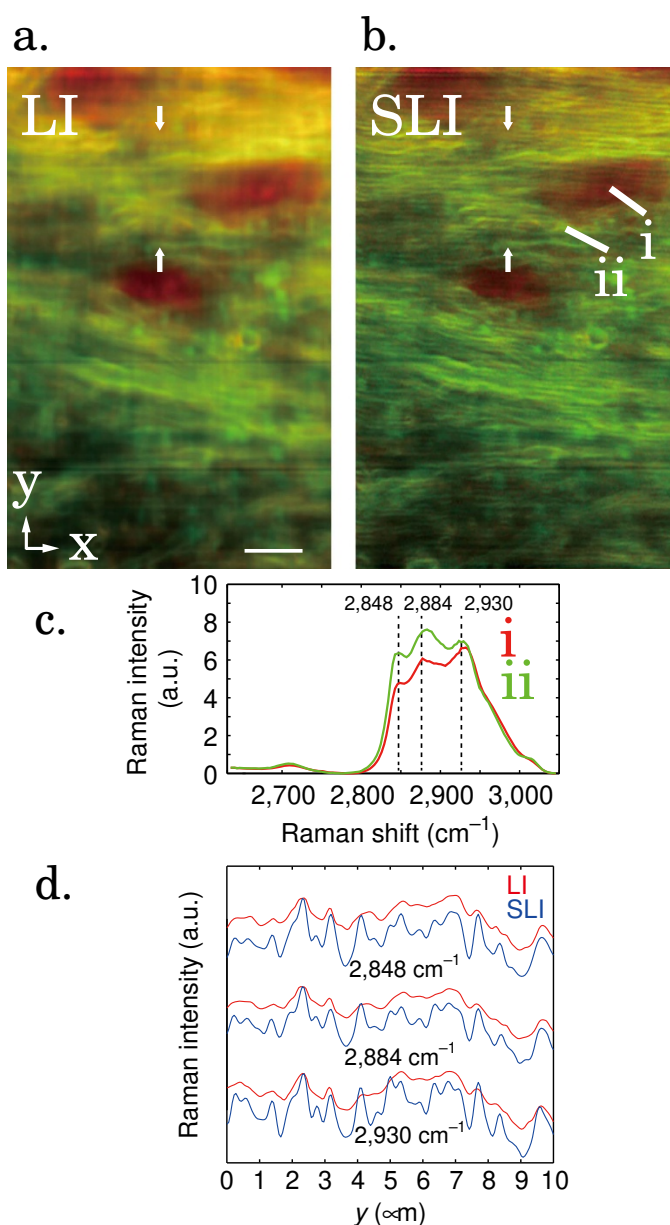 a.
b.
LI
SLI
i
ii
y
x
c.
Raman intensity
(a.u.)
10
8
6
4
2
0
2,848
2,884
2,930
i
ii
2,700 2,800 2,900 3,000
Raman shift (cm⁻¹)
d.
Raman intensity (a.u.)
LI
SLI
2,848 cm⁻¹
2,884 cm⁻¹
2,930 cm⁻¹
0 1 2 3 4 5 6 7 8 9 10
y (∝m)